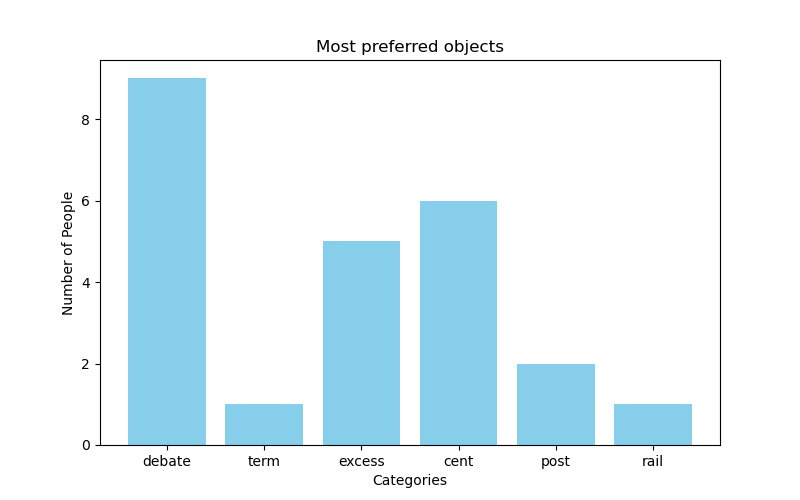 Most preferred objects
Number of People
8
6
4
2
0
debate term excess cent post rail
Categories